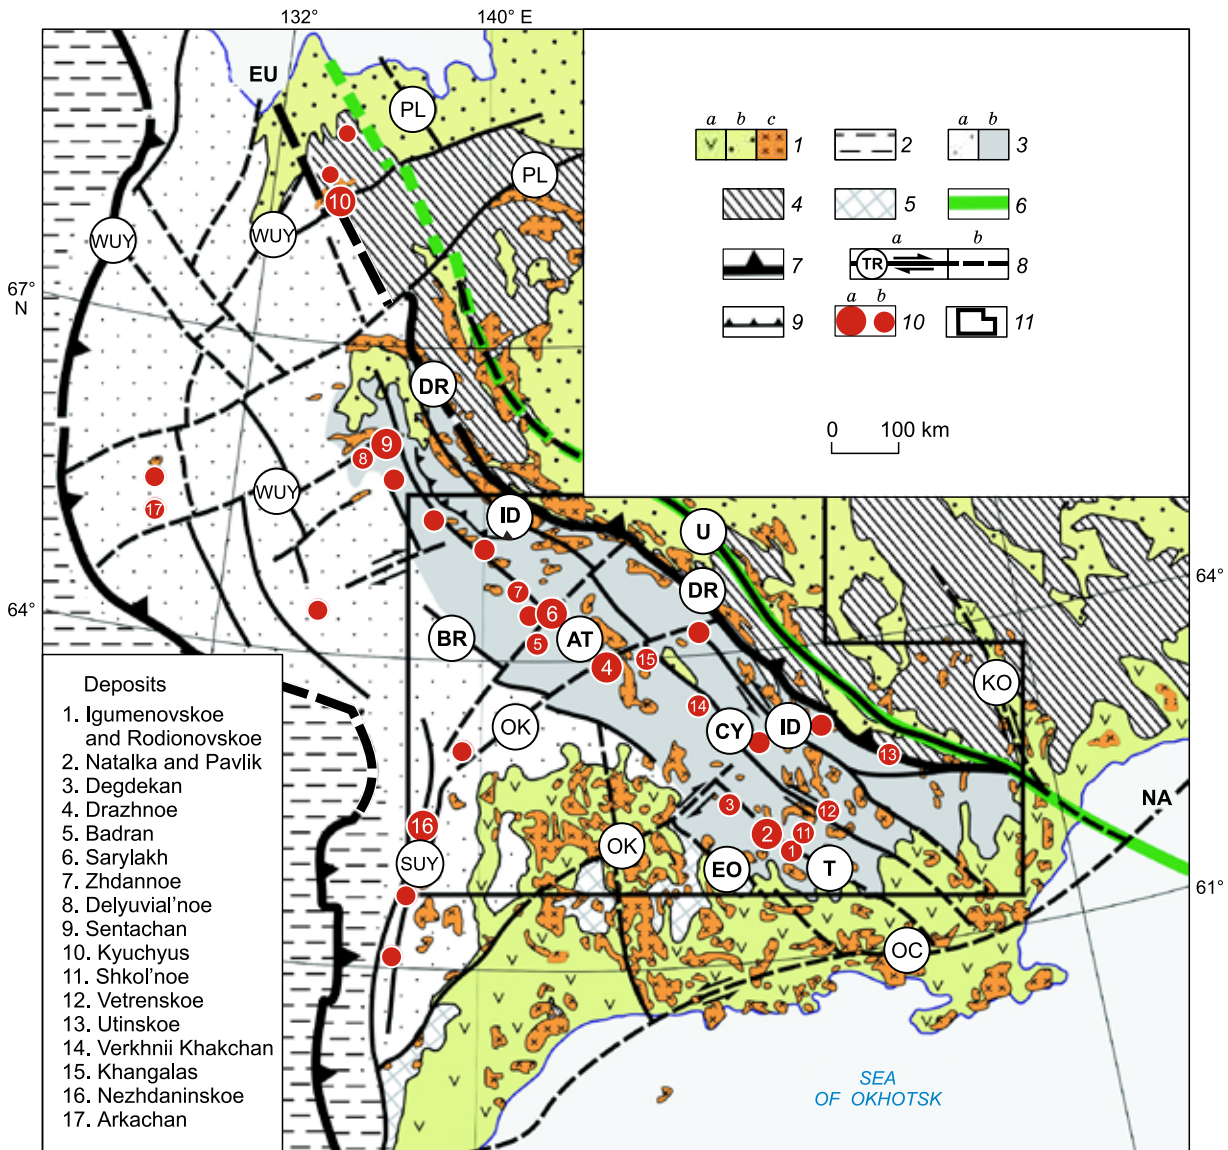 132°
140° E
EU
PL
PL
WUY
WUY
10
67°
N
a
b
c
1
2
a
b
3
4
5
6
7
a
b
TR
8
9
a
b
10
11
0
100 km
DR
9
8
WUY
17
ID
U
DR
64°
64°
7
6
5
BR
AT
4
15
KO
14
CY
ID
OK
13
NA
3
12
16
2
11
1
OK
SUY
EO
T
61°
OC
SEA
OF OKHOTSK
Deposits
1. Igumenovskoe
and Rodionovskoe
2. Natalka and Pavlik
3. Degdekan
4. Drazhnoe
5. Badran
6. Sarylakh
7. Zhdannoe
8. Delyuvial’noe
9. Sentachan
10. Kyuchyus
11. Shkol’noe
12. Vetrenskoe
13. Utinskoe
14. Verkhnii Khakchan
15. Khangalas
16. Nezhdaninskoe
17. Arkachan